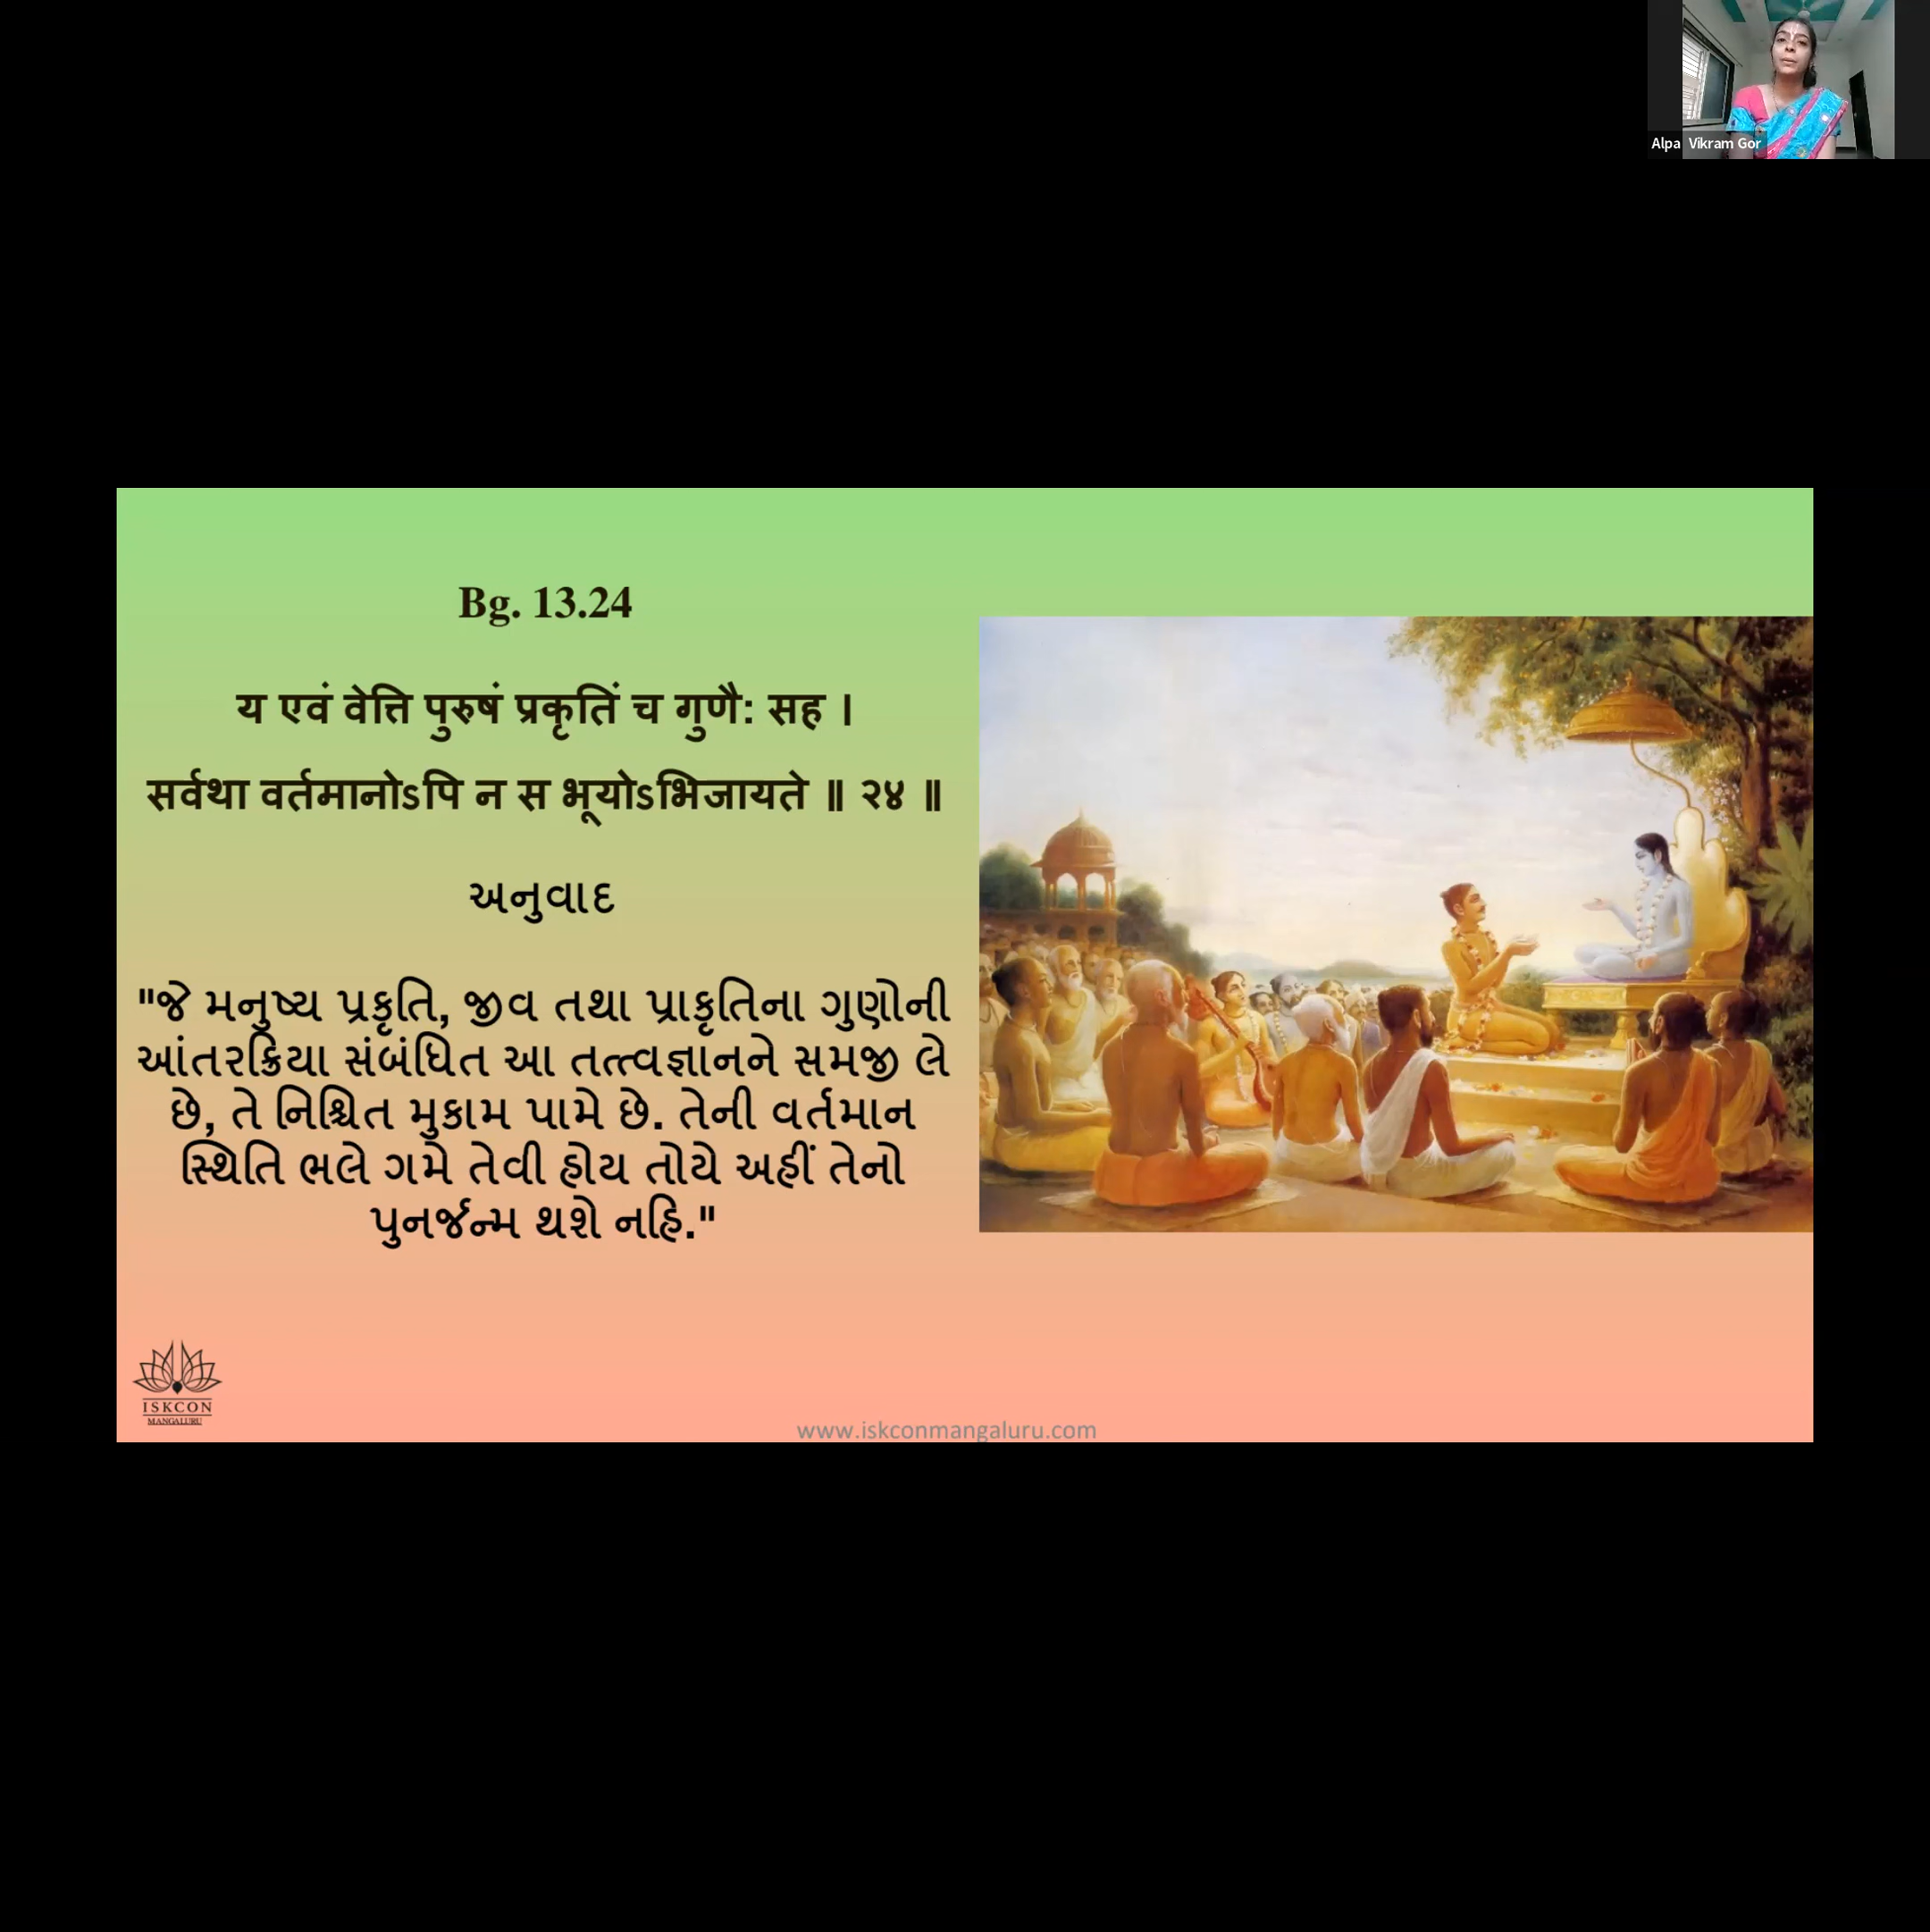 Alpa Vikram Gor
Bg. 13.24
य एवं वेत्ति पुरुषं प्रकृतिं च गुणै: सह ।
सर्वथा वर्तमानोऽपि न स भूयोऽभिजायते ॥ २४ ॥
અનુવાદ
"જે મનુષ્ય પ્રકૃતિ, જીવ તથા પ્રાકૃતિના ગુણોની
આંતરક્રિયા સંબંધિત આ તત્ત્વજ્ઞાનને સમજી લે
છે, તે નિશ્ચિત મુકામ પામે છે. તેની વર્તમાન
સ્થિતિ ભલે ગમે તેવી હોય તોયે અહીં તેનો
પુનર્જન્મ થશે નહિ."
ISKCON
MANGALURU
www.iskconmangaluru.com